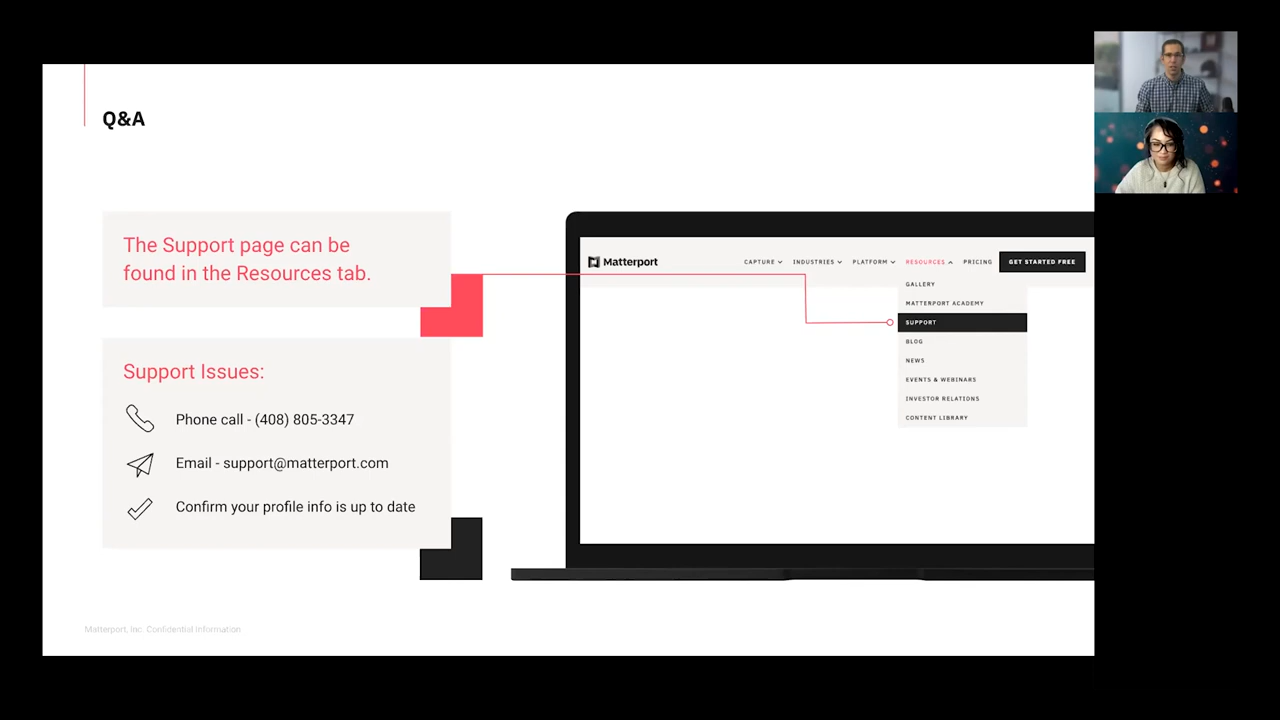 Q&A
The Support page can be
found in the Resources tab.
Support Issues:
Phone call - (408) 805-3347
Email - support@matterport.com
Confirm your profile info is up to date
Matterport
CAPTURE INDUSTRIES PLATFORM RESOURCES PRICING GET STARTED FREE
GALLERY
MATTERPORT ACADEMY
SUPPORT
BLOG
NEWS
EVENTS & WEBINARS
INVESTOR RELATIONS
CONTENT LIBRARY
Matterport, Inc. Confidential Information